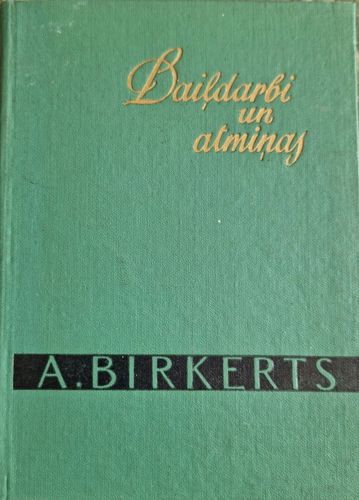 Daiļdarbi
un
atmiņas
A. BIRKERTS